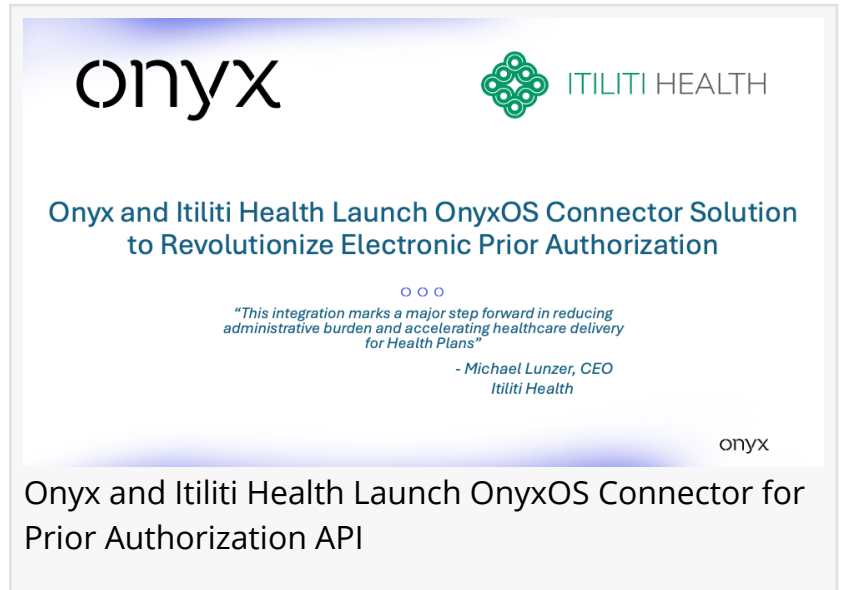 onyx
ITILITI HEALTH
Onyx and Itiliti Health Launch OnyxOS Connector Solution
to Revolutionize Electronic Prior Authorization
“This integration marks a major step forward in reducing
administrative burden and accelerating healthcare delivery
for Health Plans”
- Michael Lunzer, CEO
Itiliti Health
onyx
Onyx and Itiliti Health Launch OnyxOS Connector for
Prior Authorization API